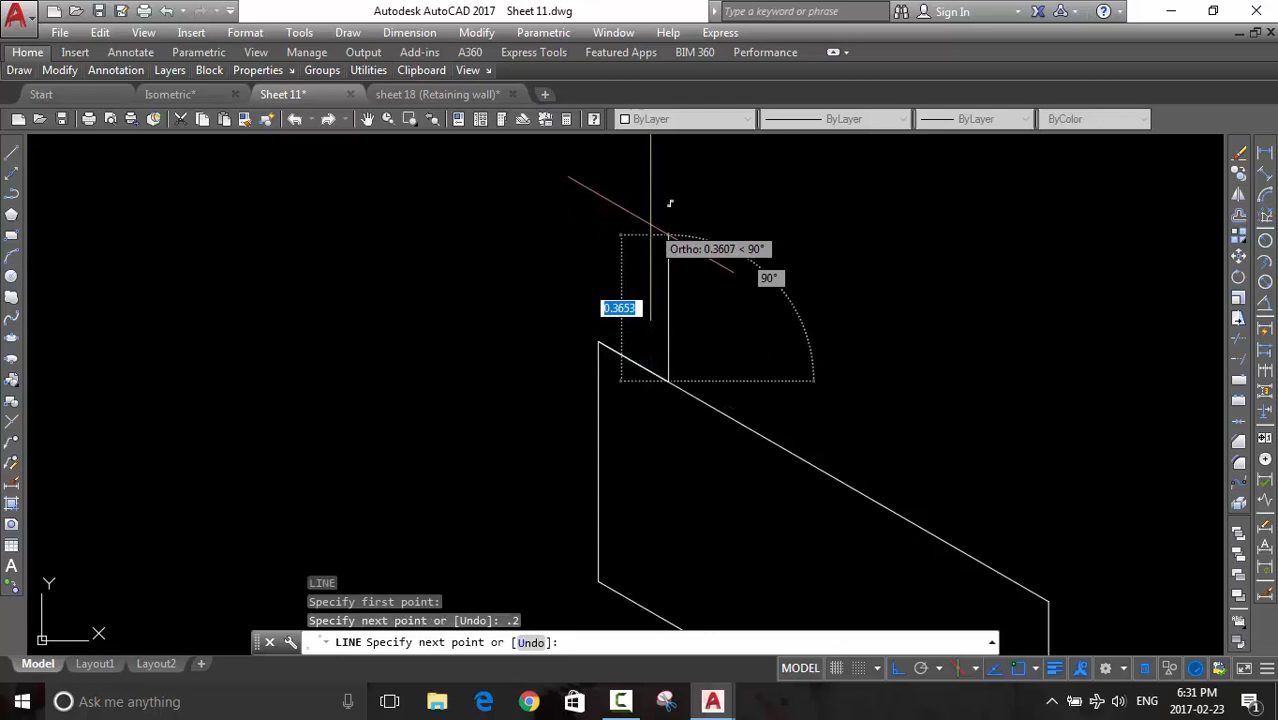 Autodesk AutoCAD 2017 Sheet 11.dwg
Type a keyword or phrase
Sign In
File Edit View Insert Format Tools Draw Dimension Modify Parametric Window Help Express
Home Insert Annotate Parametric View Manage Output Add-ins A360 Express Tools Featured Apps BIM 360 Performance
Draw Modify Annotation Layers Block Properties Groups Utilities Clipboard View
Start Isometric* Sheet 11* sheet 18 (Retaining wall)*
ByLayer ByLayer ByLayer ByColor
Ortho: 0.3607 < 90°
90°
0.3653
Y
X
LINE
Specify first point:
Specify next point or [Undo]: .2
LINE Specify next point or [Undo]:
Model Layout1 Layout2 + MODEL
Ask me anything
ENG
6:31 PM
2017-02-23